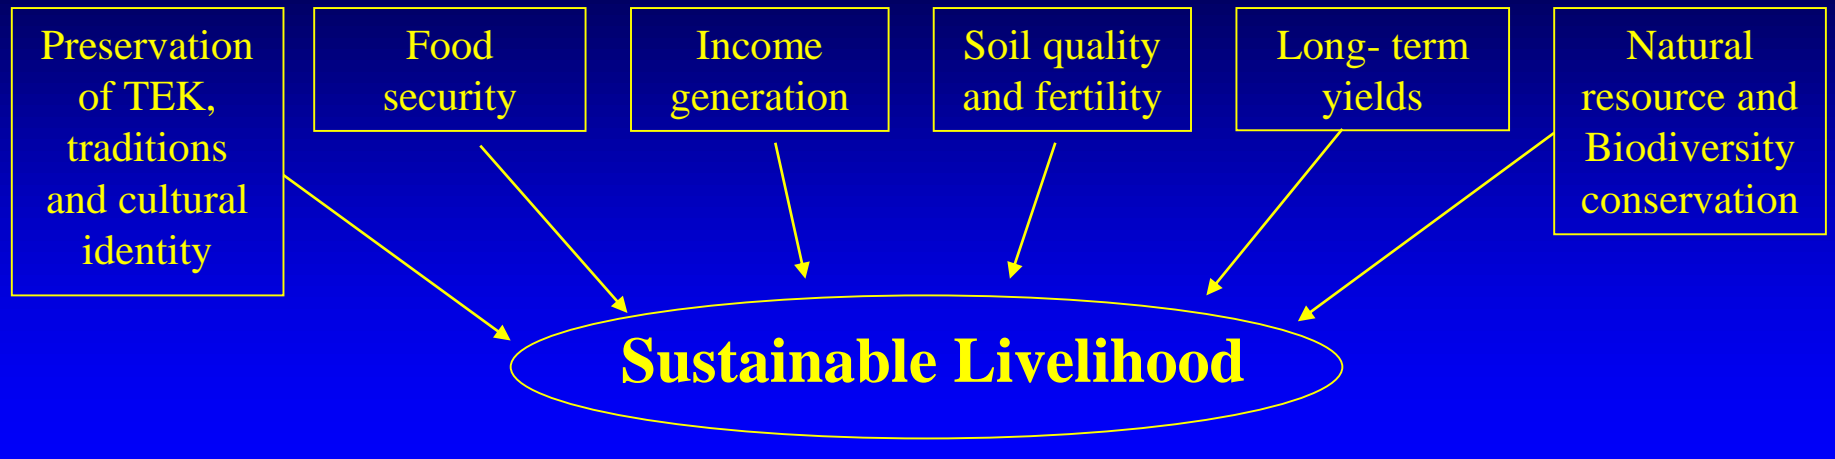 Preservation
of TEK,
traditions
and cultural
identity
Food
security
Income
generation
Soil quality
and fertility
Long- term
yields
Natural
resource and
Biodiversity
conservation
Sustainable Livelihood